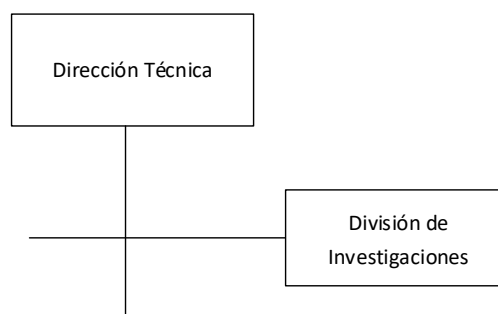 Dirección Técnica
División de
Investigaciones